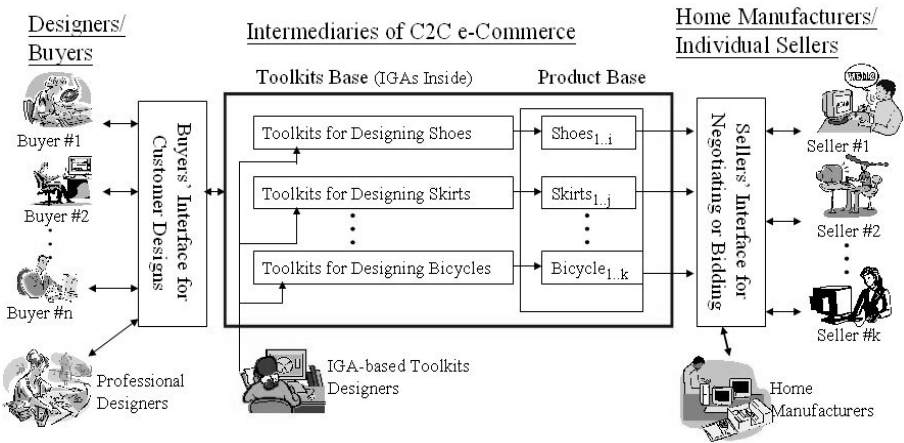 Designers/
Buyers
Intermediaries of C2C e-Commerce
Home Manufacturers/
Individual Sellers
Toolkits Base (IGAs Inside)
Product Base
Buyer #1
Buyer #2
Buyer #n
Professional
Designers
Buyers' Interface for
Customer Designs
Toolkits for Designing Shoes
Shoes1..i
Toolkits for Designing Skirts
Skirts1..j
Toolkits for Designing Bicycles
Bicycle1..k
IGA-based Toolkits
Designers
Sellers' Interface for
Negotiating or Bidding
Seller #1
Seller #2
Seller #k
Home
Manufacturers